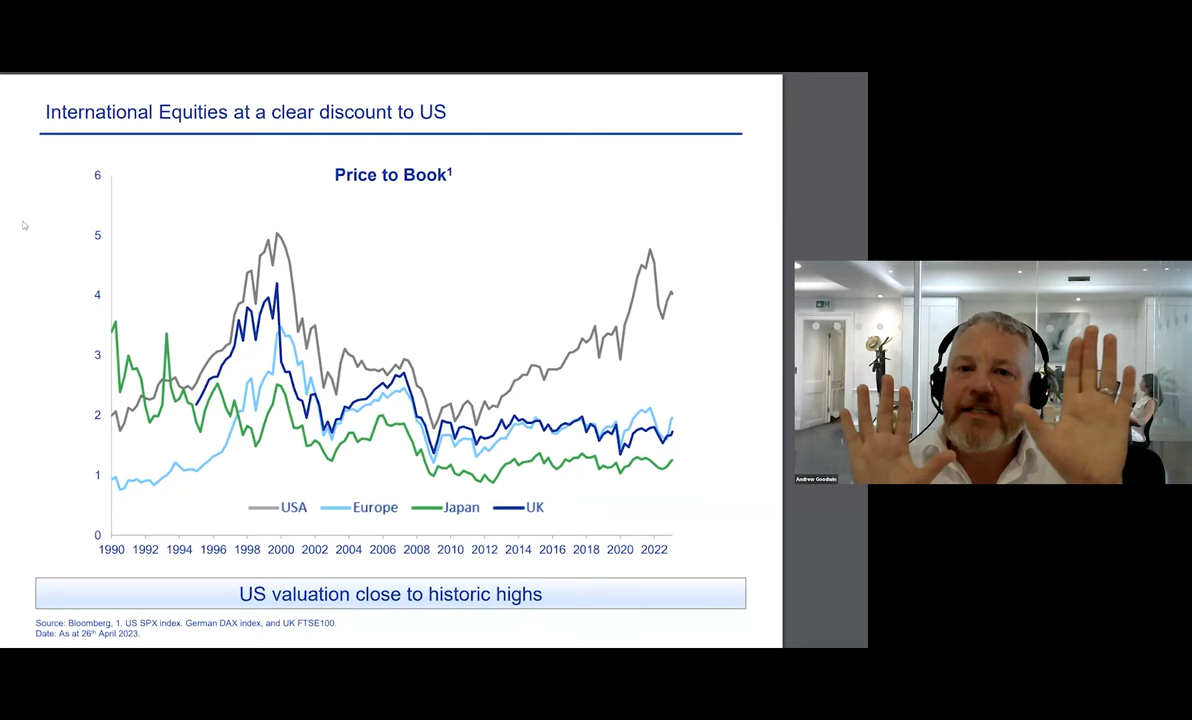 International Equities at a clear discount to US
Price to Book¹
6
5
4
3
2
1
0
USA Europe Japan UK
1990 1992 1994 1996 1998 2000 2002 2004 2006 2008 2010 2012 2014 2016 2018 2020 2022
US valuation close to historic highs
Source: Bloomberg, 1. US SPX index. German DAX index, and UK FTSE100.
Date: As at 26th April 2023.
Andrew Goodwin